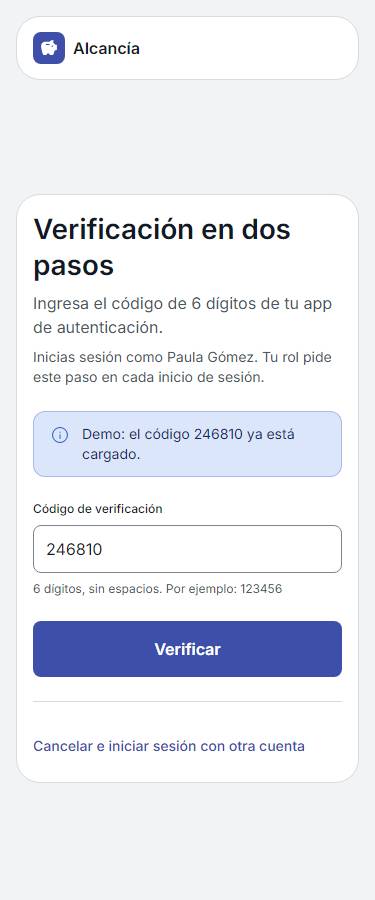 Alcancía
Verificación en dos
pasos
Ingresa el código de 6 dígitos de tu app
de autenticación.
Inicias sesión como Paula Gómez. Tu rol pide
este paso en cada inicio de sesión.
Demo: el código 246810 ya está
cargado.
Código de verificación
246810
6 dígitos, sin espacios. Por ejemplo: 123456
Verificar
Cancelar e iniciar sesión con otra cuenta